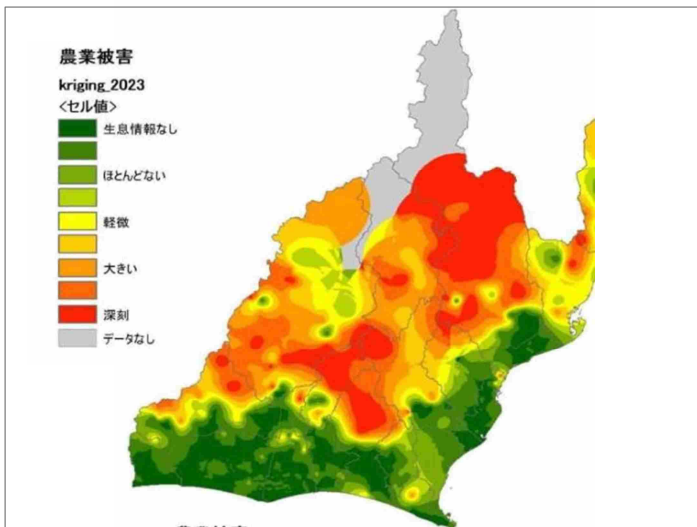 農業被害
kriging_2023
<セル値>
生息情報なし
ほとんどない
軽微
大きい
深刻
データなし